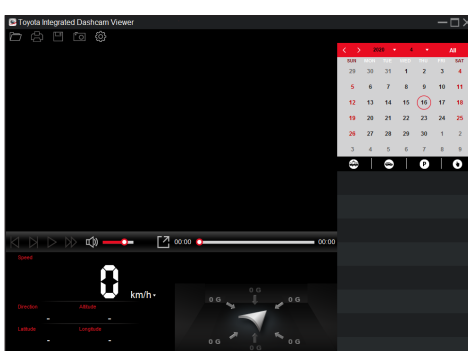 Toyota Integrated Dashcam Viewer
2020 4 All
SUN MON TUE WED THU FRI SAT
29 30 31 1 2 3 4
5 6 7 8 9 10 11
12 13 14 15 16 17 18
19 20 21 22 23 24 25
26 27 28 29 30 1 2
3 4 5 6 7 8 9
P
00:00 00:00
Speed
0 km/h
0 G
0 G 0 G
Direction Altitude
- -
Latitude Longitude
- -
0 G 0 G
0 G